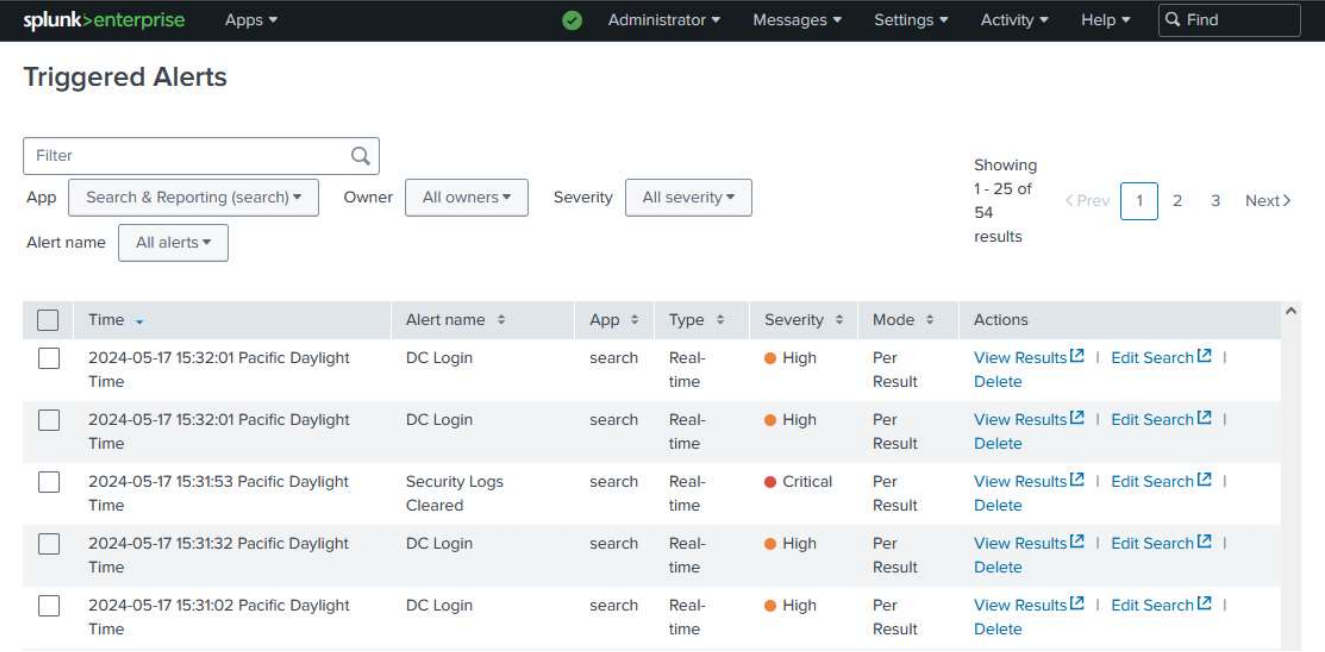 splunk>enterprise Apps Administrator Messages Settings Activity Help Find
Triggered Alerts
Filter
App Search & Reporting (search) Owner All owners Severity All severity
Alert name All alerts
Showing
1 - 25 of
54
results
< Prev 1 2 3 Next >
Time Alert name App Type Severity Mode Actions
2024-05-17 15:32:01 Pacific Daylight DC Login search Real- High Per View Results | Edit Search |
Time time Result Delete
2024-05-17 15:32:01 Pacific Daylight DC Login search Real- High Per View Results | Edit Search |
Time time Result Delete
2024-05-17 15:31:53 Pacific Daylight Security Logs search Real- Critical Per View Results | Edit Search |
Time Cleared time Result Delete
2024-05-17 15:31:32 Pacific Daylight DC Login search Real- High Per View Results | Edit Search |
Time time Result Delete
2024-05-17 15:31:02 Pacific Daylight DC Login search Real- High Per View Results | Edit Search |
Time time Result Delete